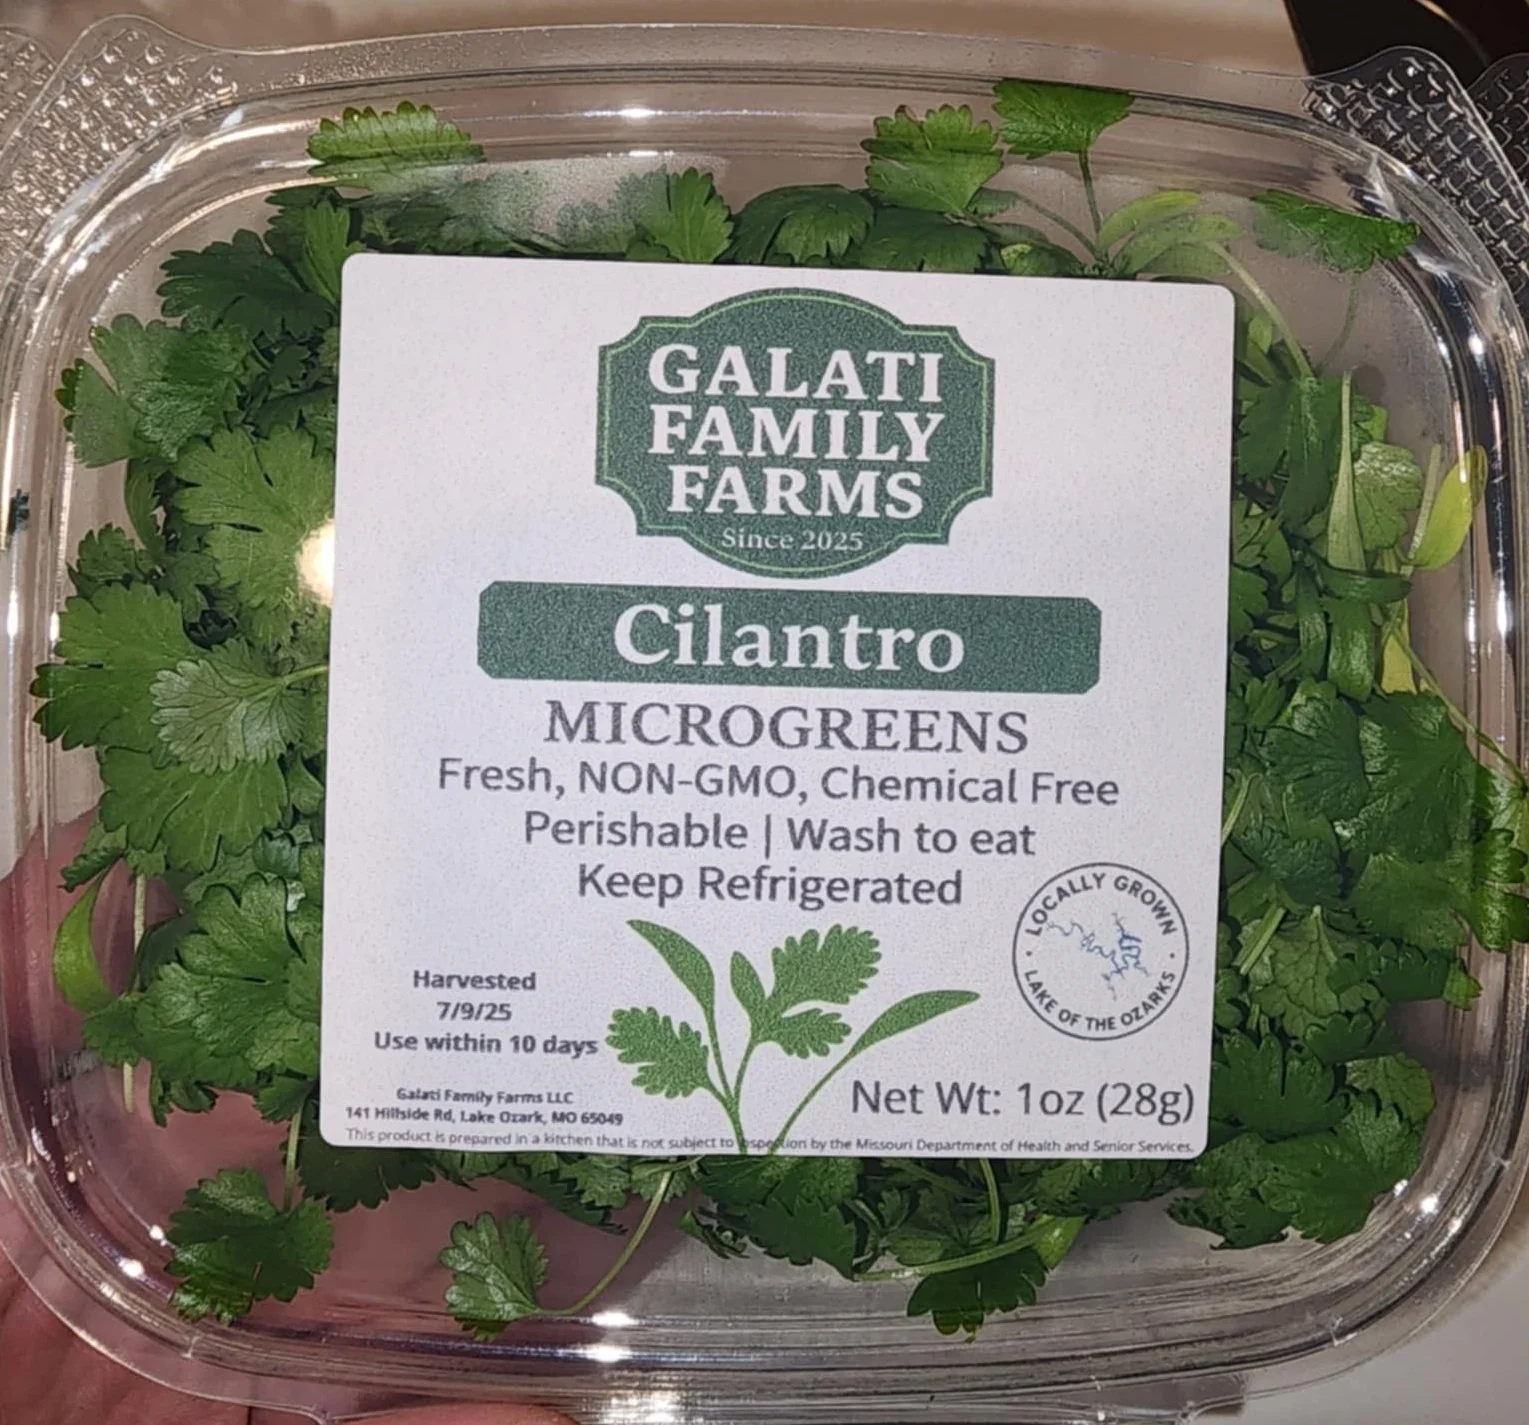 GALATI
FAMILY
FARMS
Since 2025
Cilantro
MICROGREENS
Fresh, NON-GMO, Chemical Free
Perishable | Wash to eat
Keep Refrigerated
LOCALLY GROWN
LAKE OF THE OZARKS
Harvested
7/9/25
Use within 10 days
Galati Family Farms LLC
141 Hillside Rd, Lake Ozark, MO 65049
Net Wt: 1oz (28g)
This product is prepared in a kitchen that is not subject to inspection by the Missouri Department of Health and Senior Services.